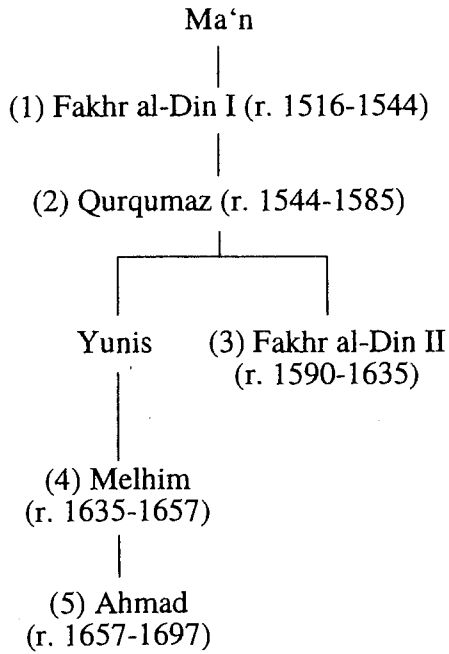 Ma‘n
(1) Fakhr al-Din I (r. 1516-1544)
(2) Qurqumaz (r. 1544-1585)
Yunis
(3) Fakhr al-Din II
(r. 1590-1635)
(4) Melhim
(r. 1635-1657)
(5) Ahmad
(r. 1657-1697)